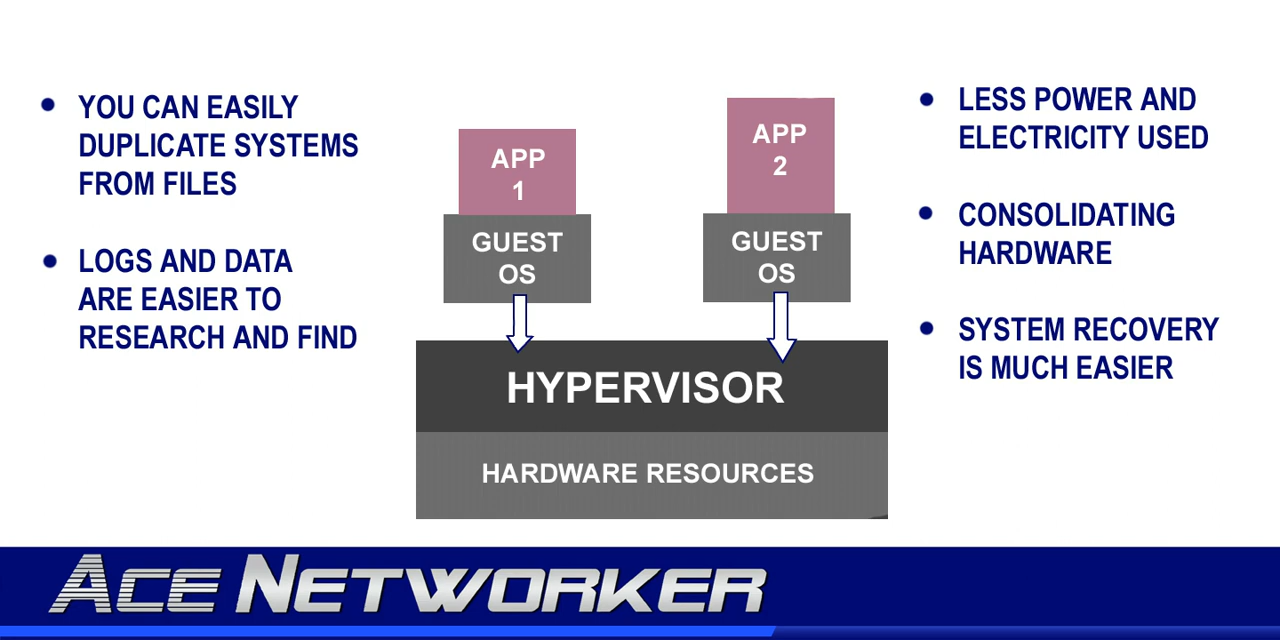 YOU CAN EASILY
DUPLICATE SYSTEMS
FROM FILES
LOGS AND DATA
ARE EASIER TO
RESEARCH AND FIND
APP
1
GUEST
OS
APP
2
GUEST
OS
HYPERVISOR
HARDWARE RESOURCES
LESS POWER AND
ELECTRICITY USED
CONSOLIDATING
HARDWARE
SYSTEM RECOVERY
IS MUCH EASIER
ACE NETWORKER